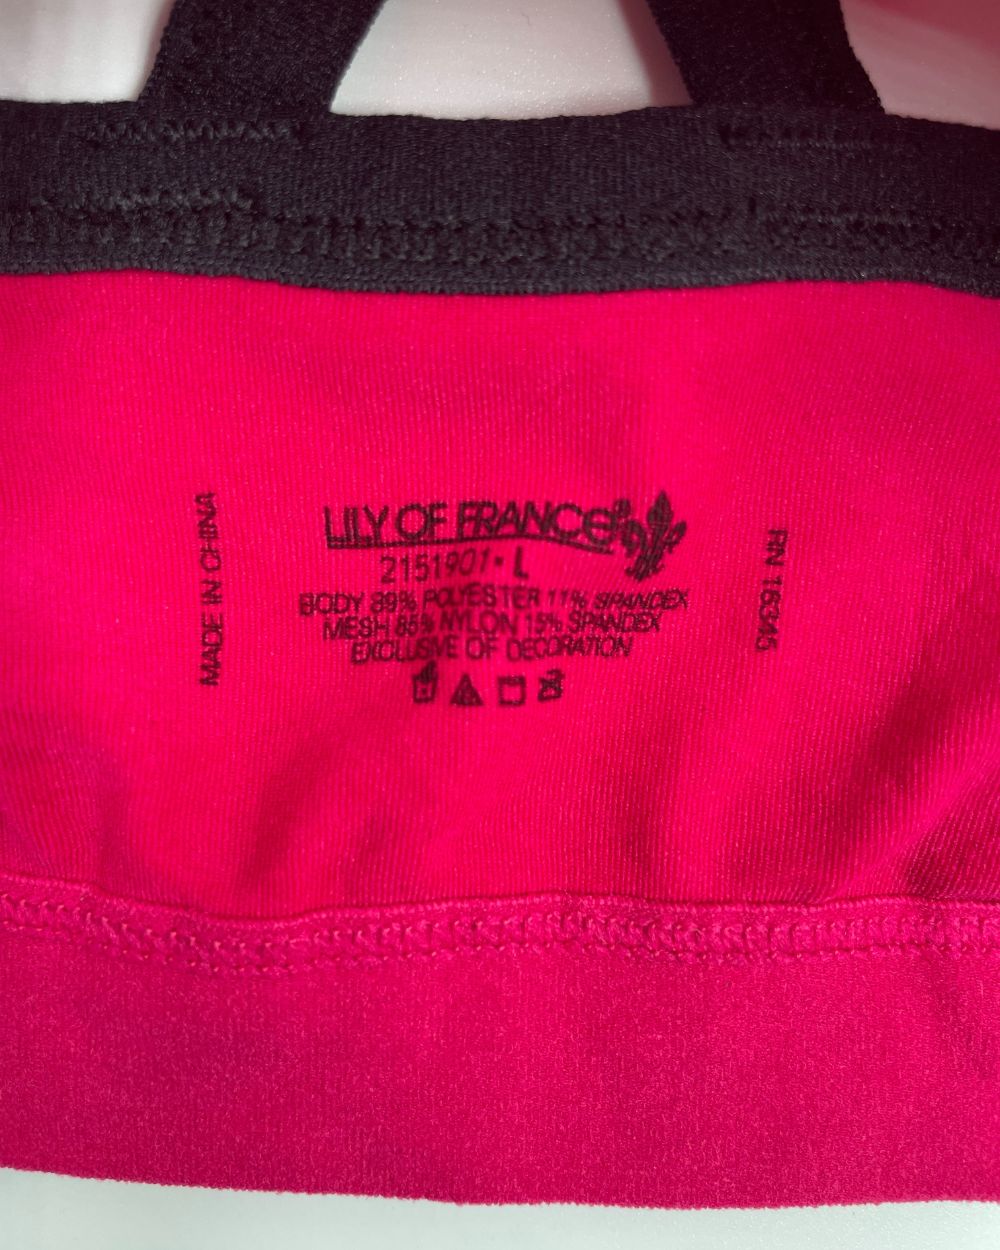 MADE IN CHINA
LILY OF FRANCE®
2151901 • L
BODY 89% POLYESTER 11% SPANDEX
MESH 85% NYLON 15% SPANDEX
EXCLUSIVE OF DECORATION
RN 16345